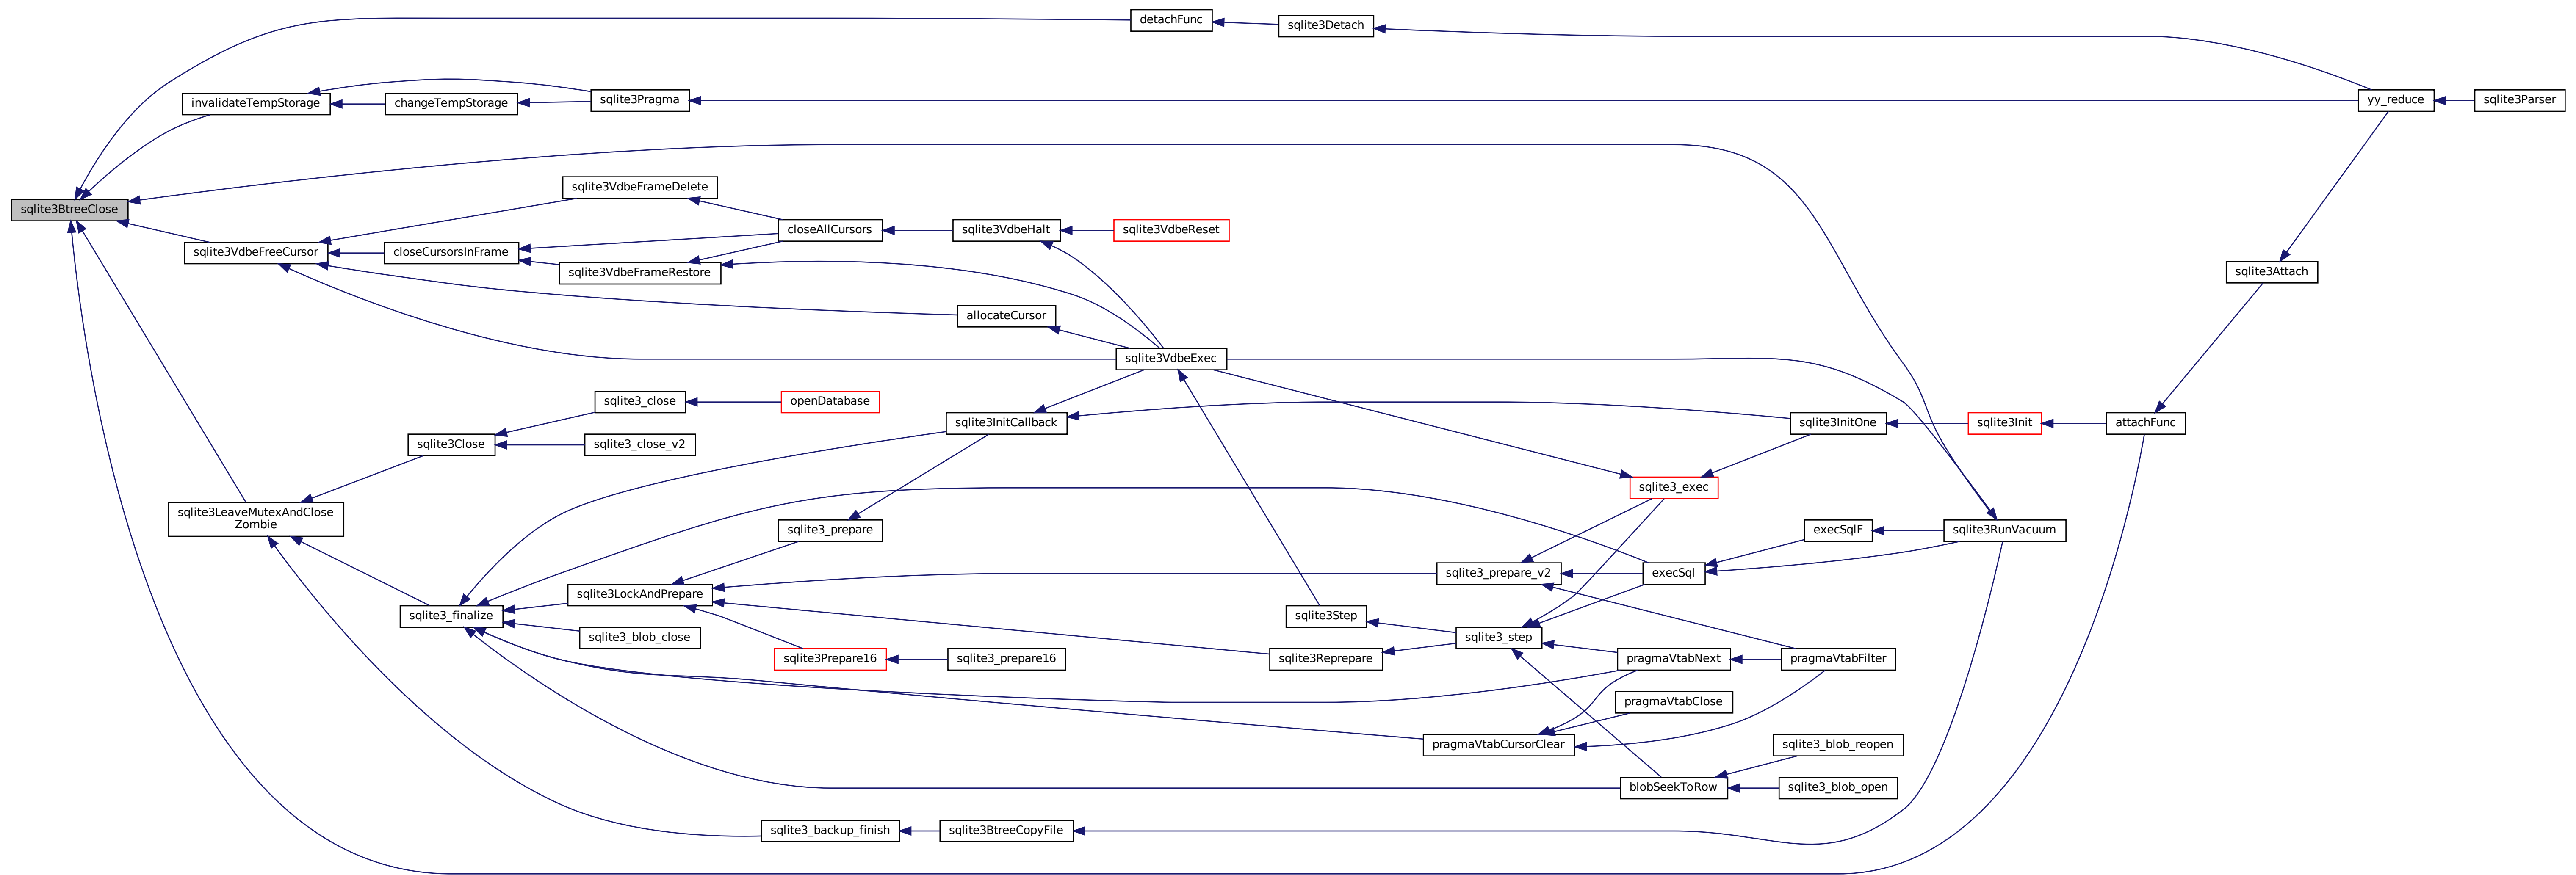 detachFunc
sqlite3Detach
invalidateTempStorage
changeTempStorage
sqlite3Pragma
yy_reduce
sqlite3Parser
sqlite3BtreeClose
sqlite3VdbeFrameDelete
closeAllCursors
sqlite3VdbeHalt
sqlite3VdbeReset
sqlite3VdbeFreeCursor
closeCursorsInFrame
sqlite3VdbeFrameRestore
sqlite3Attach
allocateCursor
sqlite3VdbeExec
sqlite3_close
openDatabase
sqlite3Close
sqlite3_close_v2
sqlite3InitCallback
sqlite3InitOne
sqlite3Init
attachFunc
sqlite3_exec
sqlite3LeaveMutexAndClose
Zombie
sqlite3_prepare
execSqlF
sqlite3RunVacuum
sqlite3_prepare_v2
execSql
sqlite3LockAndPrepare
sqlite3_finalize
sqlite3Step
sqlite3_blob_close
sqlite3_step
sqlite3Prepare16
sqlite3_prepare16
sqlite3Reprepare
pragmaVtabNext
pragmaVtabFilter
pragmaVtabClose
pragmaVtabCursorClear
sqlite3_blob_reopen
blobSeekToRow
sqlite3_blob_open
sqlite3_backup_finish
sqlite3BtreeCopyFile